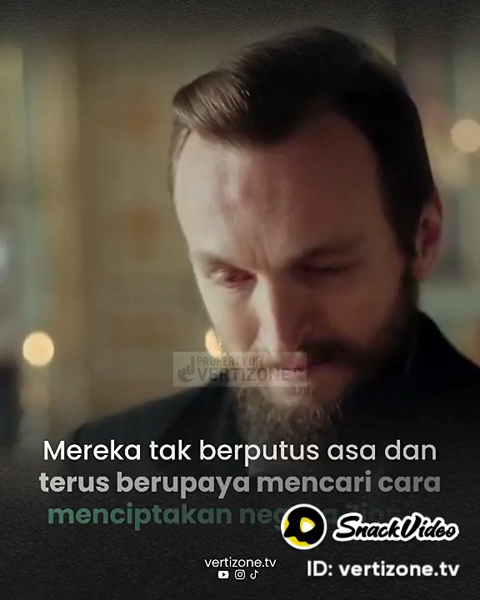 PROPERTY OF
VERTIZONE
Mereka tak berputus asa dan
terus berupaya mencari cara
menciptakan
SnackVideo
vertizone.tv
ID: vertizone.tv